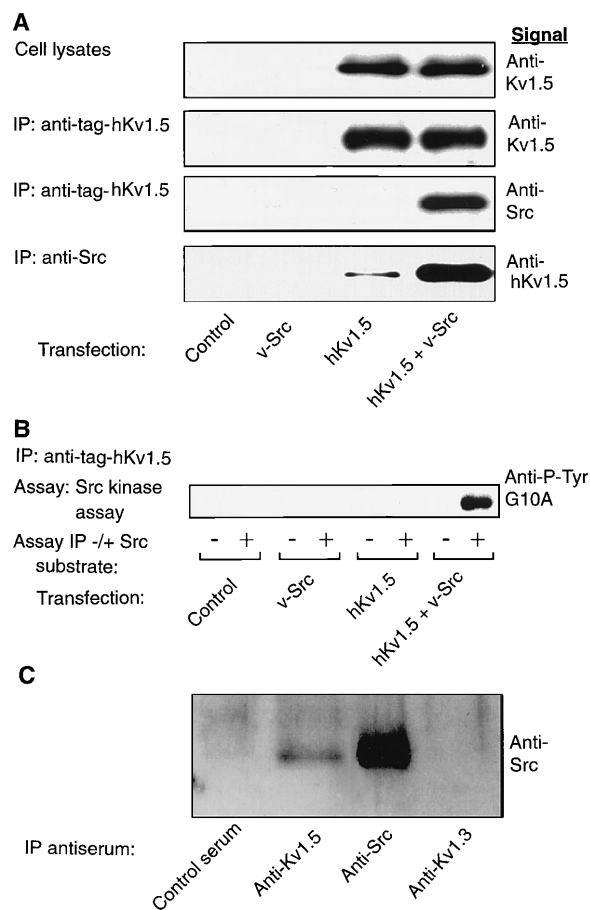 A
Signal
Cell lysates
Anti-
Kv1.5
IP: anti-tag-hKv1.5
Anti-
Kv1.5
IP: anti-tag-hKv1.5
Anti-
Src
IP: anti-Src
Anti-
hKv1.5
Transfection:
Control
v-Src
hKv1.5
hKv1.5 + v-Src
B
IP: anti-tag-hKv1.5
Assay: Src kinase
assay
Anti-P-Tyr
G10A
Assay IP -/+ Src
substrate:
- + - + - + - +
Transfection:
Control
v-Src
hKv1.5
hKv1.5 + v-Src
C
Anti-
Src
IP antiserum:
Control serum
Anti-Kv1.5
Anti-Src
Anti-Kv1.3